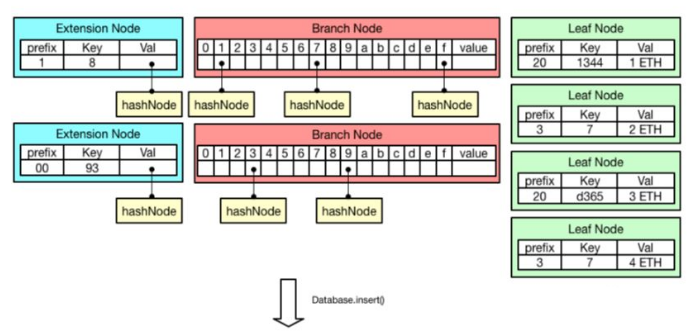 Extension Node
prefix Key Val
1 8
hashNode
Branch Node
0 1 2 3 4 5 6 7 8 9 a b c d e f value
hashNode hashNode hashNode
Leaf Node
prefix Key Val
20 1344 1 ETH
Leaf Node
prefix Key Val
3 7 2 ETH
Extension Node
prefix Key Val
00 93
hashNode
Branch Node
0 1 2 3 4 5 6 7 8 9 a b c d e f value
hashNode hashNode
Leaf Node
prefix Key Val
20 d365 3 ETH
Leaf Node
prefix Key Val
3 7 4 ETH
Database.insert()